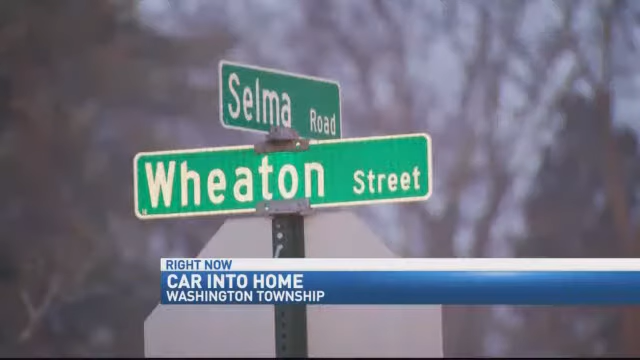 Selma Road
Wheaton Street
RIGHT NOW
CAR INTO HOME
WASHINGTON TOWNSHIP